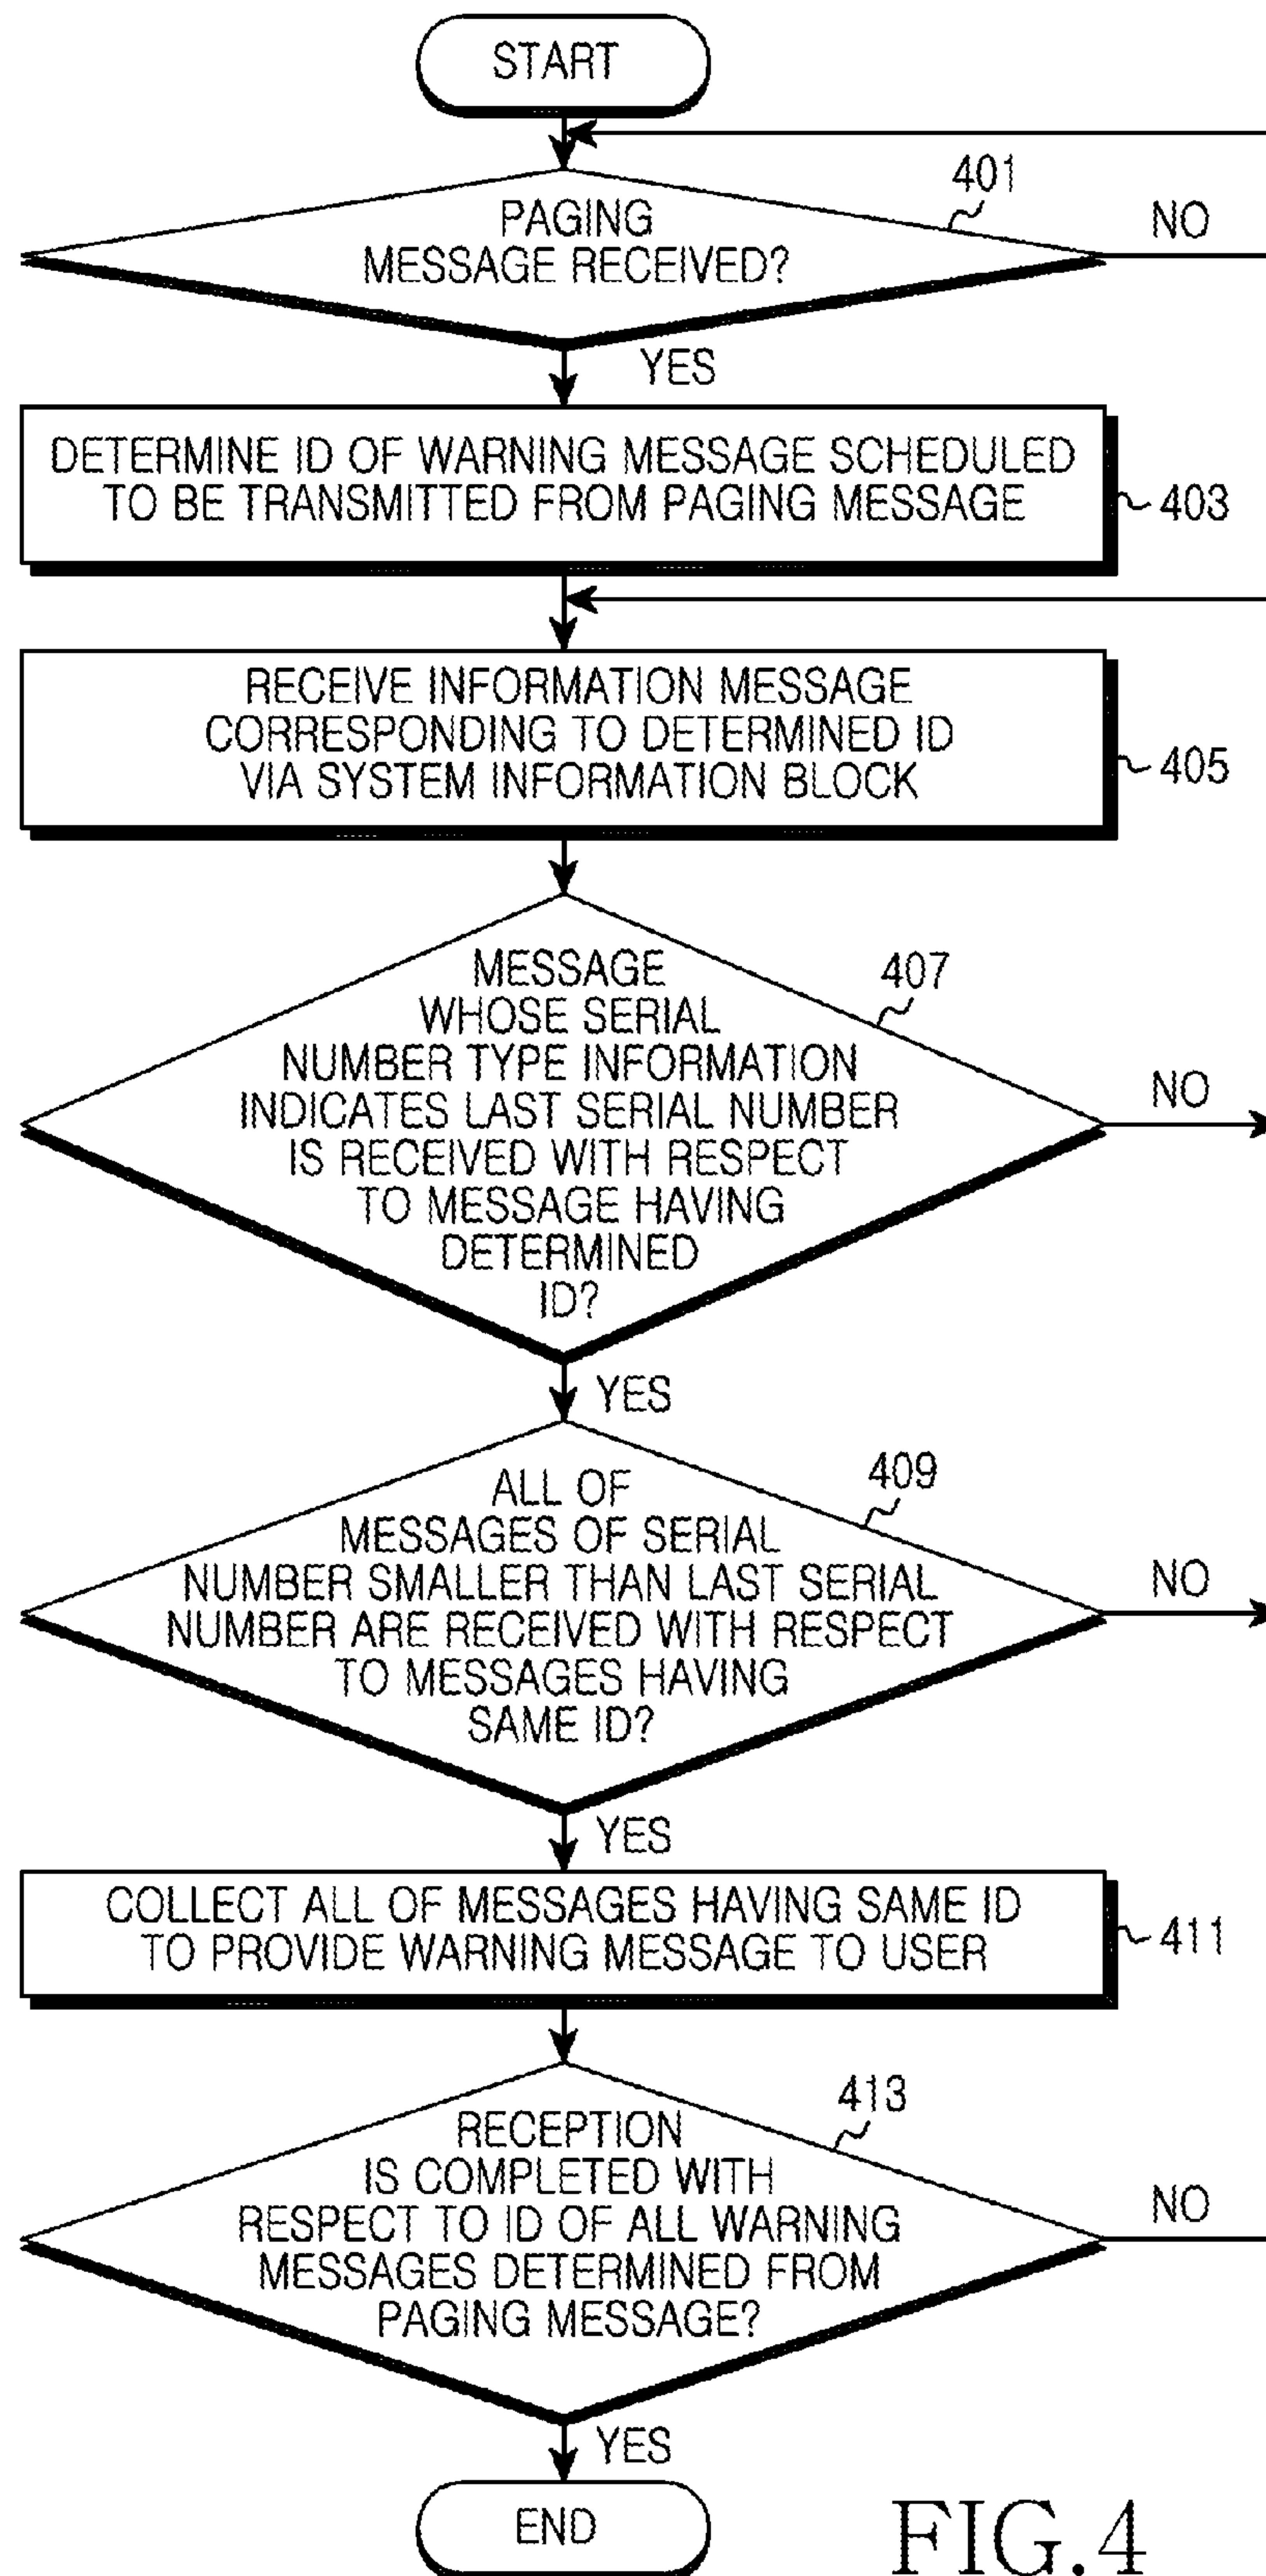 START
401
PAGING
MESSAGE RECEIVED?
NO
YES
DETERMINE ID OF WARNING MESSAGE SCHEDULED
TO BE TRANSMITTED FROM PAGING MESSAGE
403
RECEIVE INFORMATION MESSAGE
CORRESPONDING TO DETERMINED ID
VIA SYSTEM INFORMATION BLOCK
405
407
MESSAGE
WHOSE SERIAL
NUMBER TYPE INFORMATION
INDICATES LAST SERIAL NUMBER
IS RECEIVED WITH RESPECT
TO MESSAGE HAVING
DETERMINED
ID?
NO
YES
409
ALL OF
MESSAGES OF SERIAL
NUMBER SMALLER THAN LAST SERIAL
NUMBER ARE RECEIVED WITH RESPECT
TO MESSAGES HAVING
SAME ID?
NO
YES
COLLECT ALL OF MESSAGES HAVING SAME ID
TO PROVIDE WARNING MESSAGE TO USER
411
413
RECEPTION
IS COMPLETED WITH
RESPECT TO ID OF ALL WARNING
MESSAGES DETERMINED FROM
PAGING MESSAGE?
NO
YES
END
FIG.4